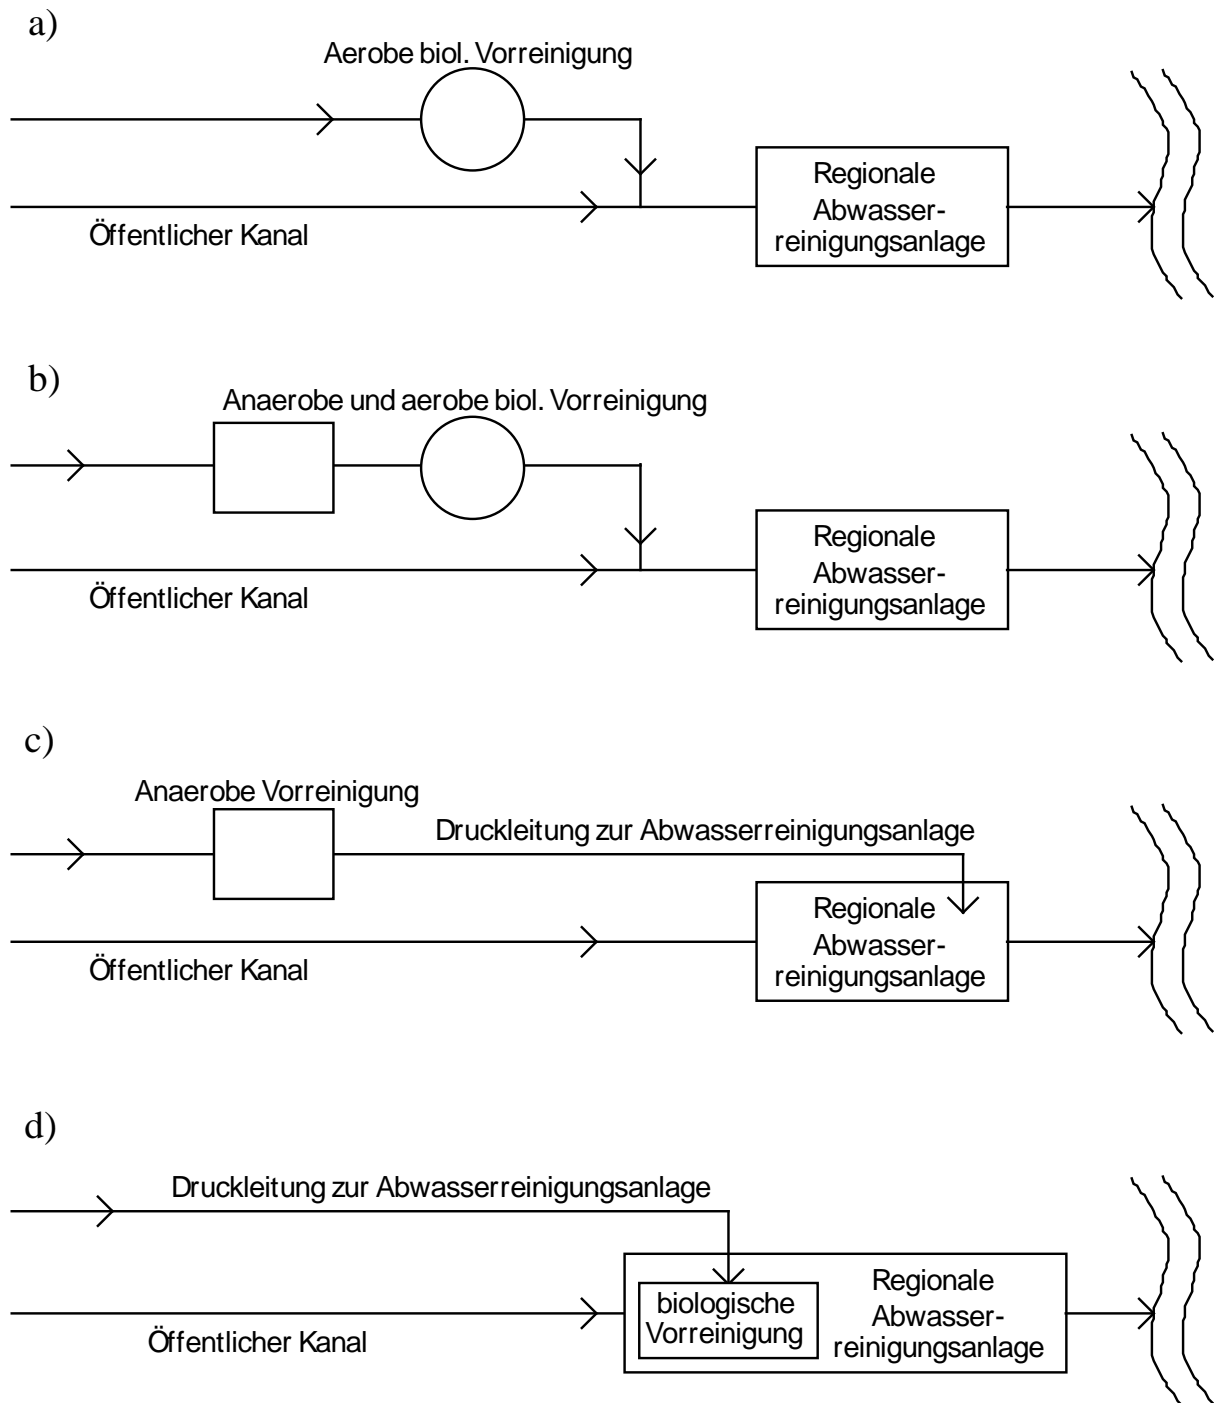 a)
Aerobe biol. Vorreinigung
Regionale
Abwasser-
reinigungsanlage
Öffentlicher Kanal
b)
Anaerobe und aerobe biol. Vorreinigung
Regionale
Abwasser-
reinigungsanlage
Öffentlicher Kanal
c)
Anaerobe Vorreinigung
Druckleitung zur Abwasserreinigungsanlage
Regionale
Abwasser-
reinigungsanlage
Öffentlicher Kanal
d)
Druckleitung zur Abwasserreinigungsanlage
biologische
Vorreinigung
Regionale
Abwasser-
reinigungsanlage
Öffentlicher Kanal